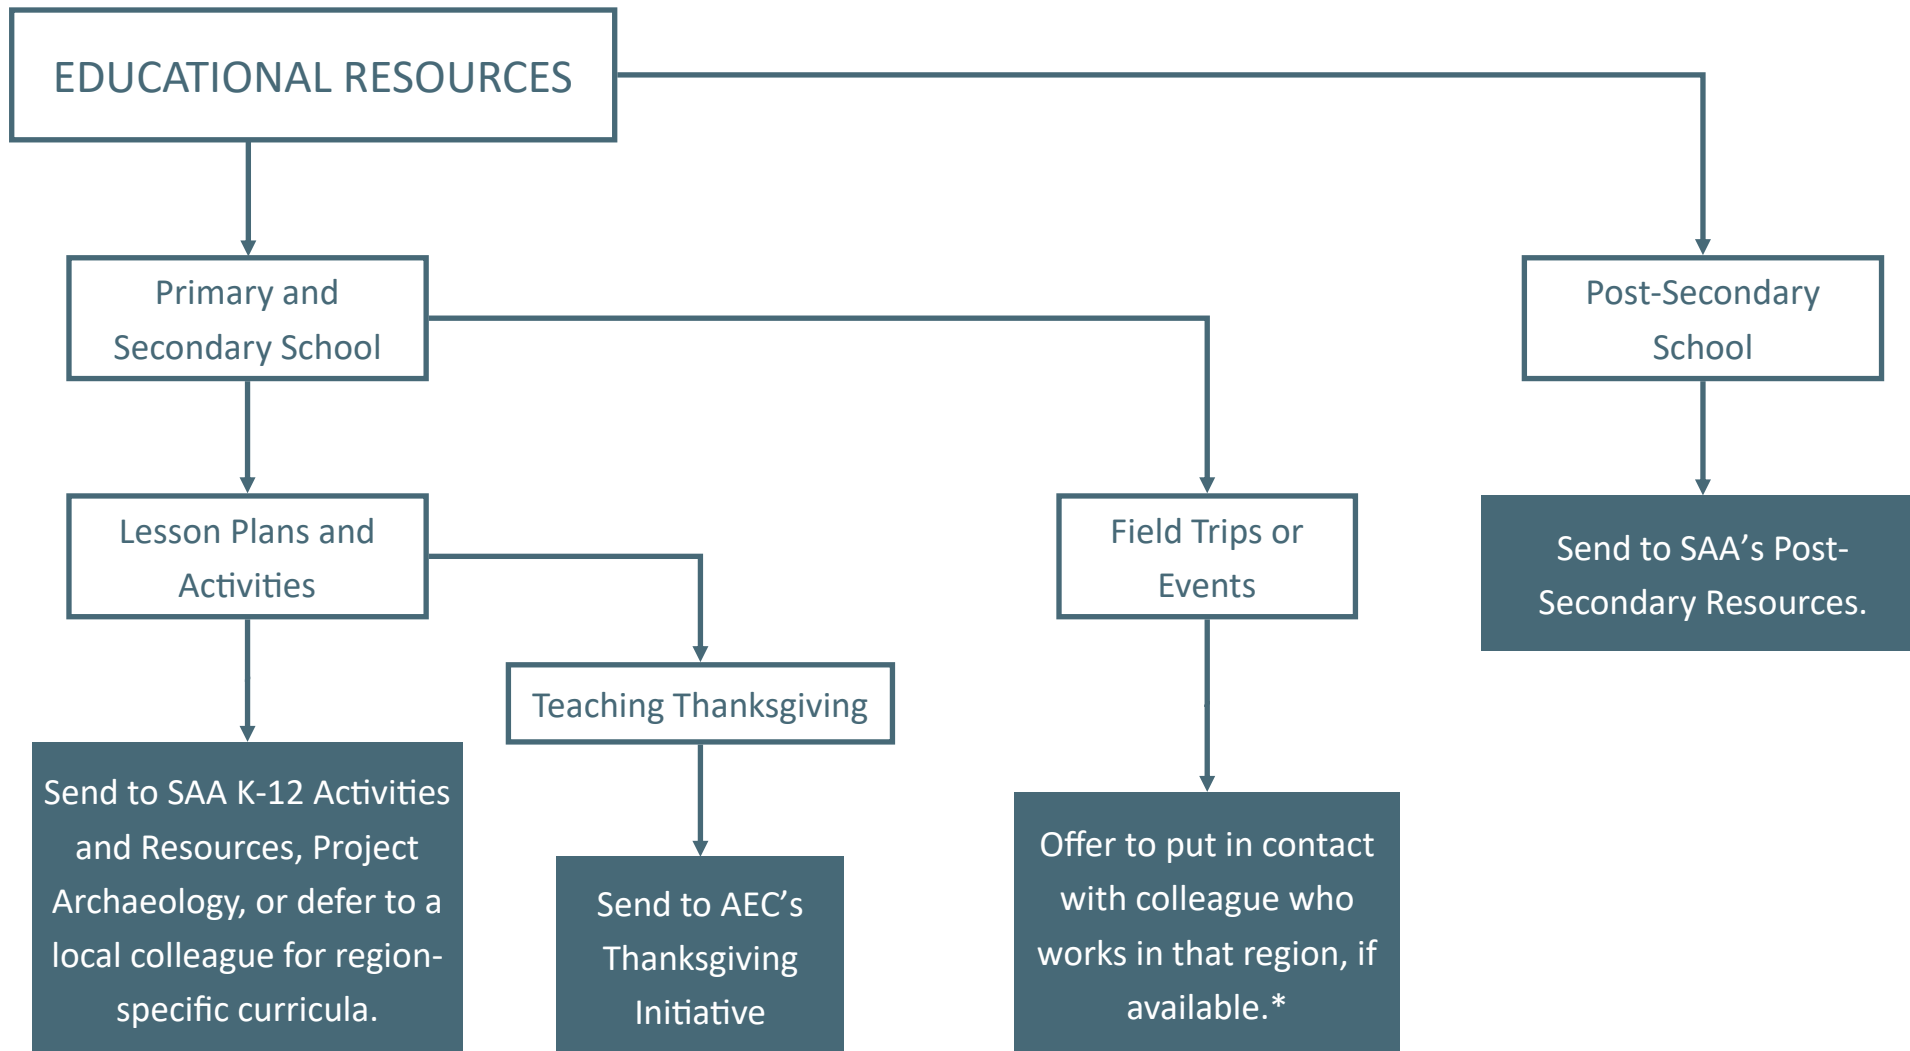 EDUCATIONAL RESOURCES
Primary and
Secondary School
Post-Secondary
School
Lesson Plans and
Activities
Field Trips or
Events
Send to SAA’s Post-
Secondary Resources.
Teaching Thanksgiving
Send to SAA K-12 Activities
and Resources, Project
Archaeology, or defer to a
local colleague for region-
specific curricula.
Send to AEC’s
Thanksgiving
Initiative
Offer to put in contact
with colleague who
works in that region, if
available.*